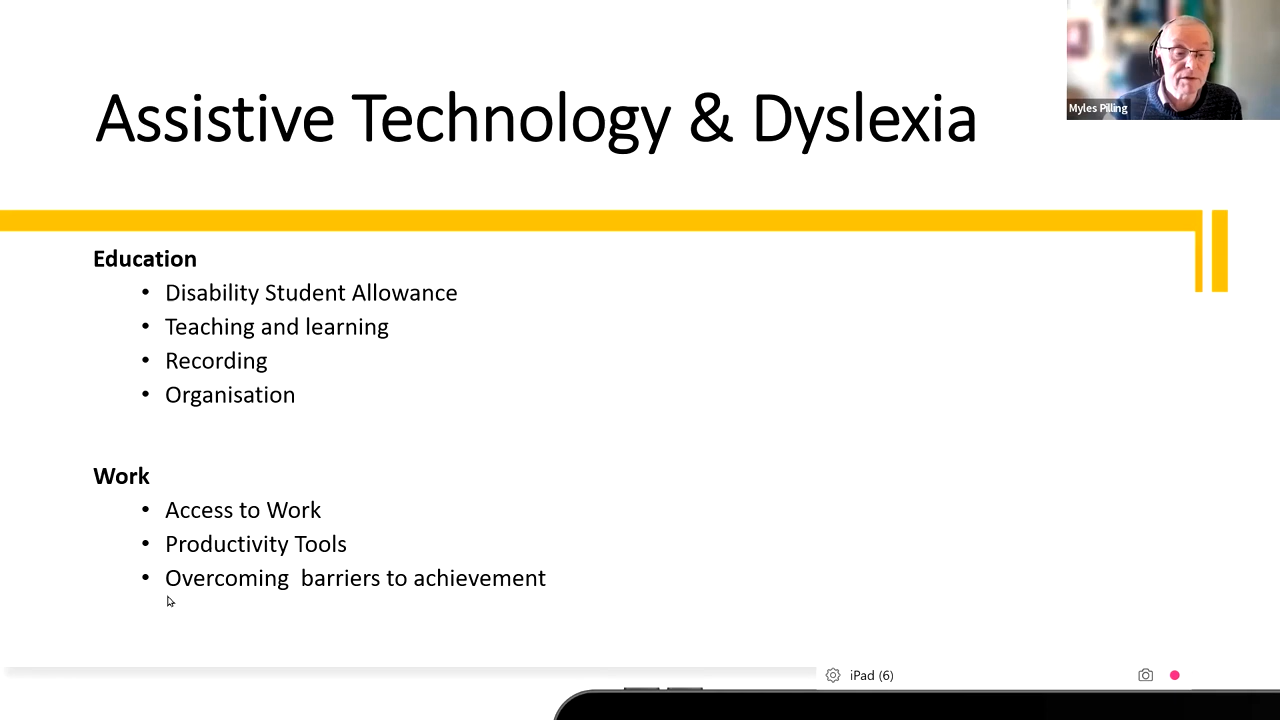 Assistive Technology & Dyslexia
Myles Pilling
Education
• Disability Student Allowance
• Teaching and learning
• Recording
• Organisation
Work
• Access to Work
• Productivity Tools
• Overcoming  barriers to achievement
iPad (6)